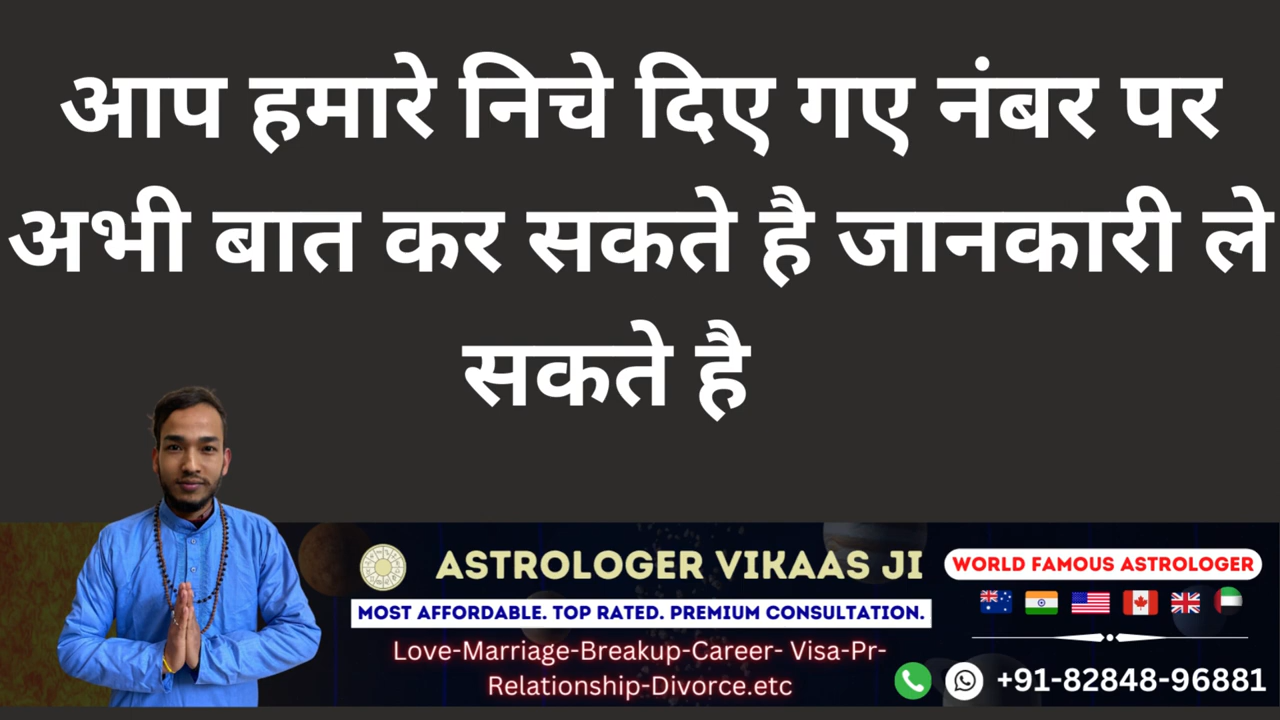 आप हमारे निचे दिए गए नंबर पर
अभी बात कर सकते है जानकारी ले
सकते है
ASTROLOGER VIKAAS JI
WORLD FAMOUS ASTROLOGER
MOST AFFORDABLE. TOP RATED. PREMIUM CONSULTATION.
Love-Marriage-Breakup-Career- Visa-Pr-
Relationship-Divorce.etc
+91-82848-96881